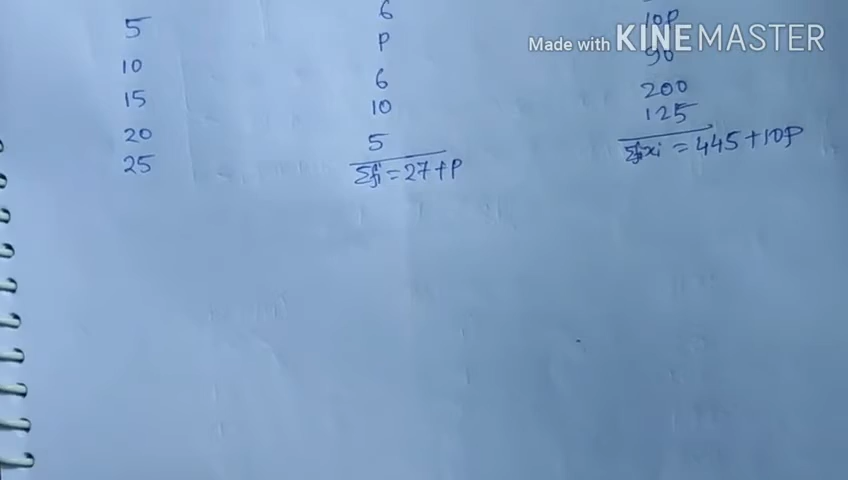 5 6
10 P 10P
15 6 90
20 10 200
25 5 125
Σfi = 27+P Σfixi = 445+10P
Made with KINEMASTER